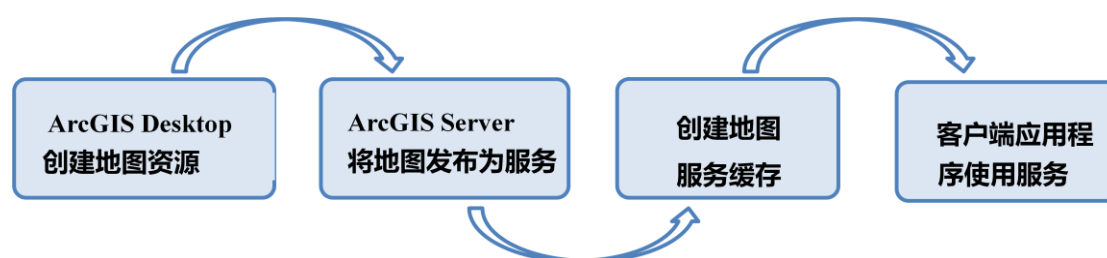 ArcGIS Desktop
创建地图资源
ArcGIS Server
将地图发布为服务
创建地图
服务缓存
客户端应用程
序使用服务